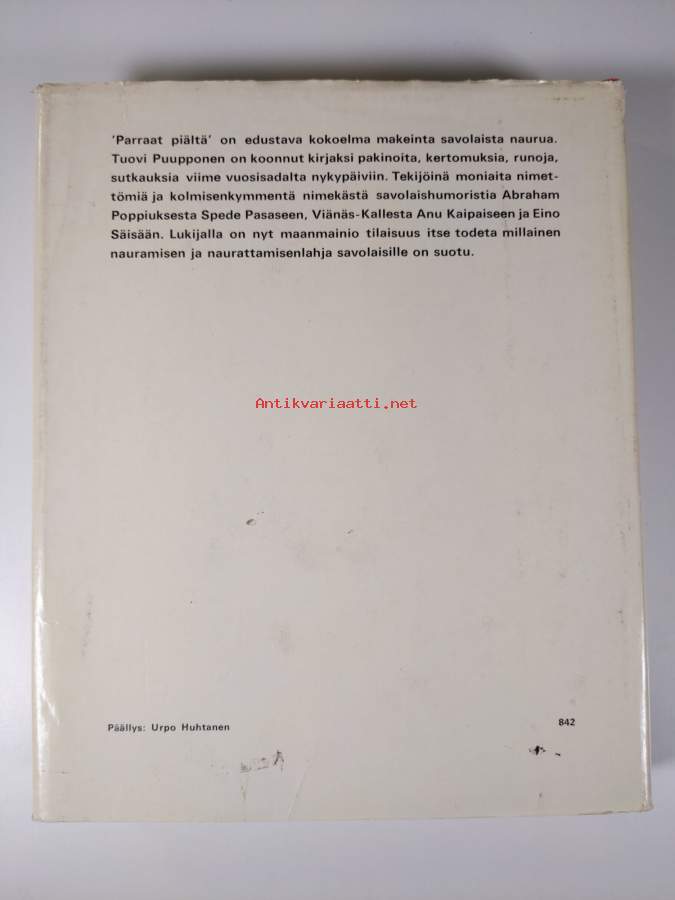 'Parraat piältä' on edustava kokoelma makeinta savolaista naurua.
Tuovi Puupponen on koonnut kirjaksi pakinoita, kertomuksia, runoja,
sutkauksia viime vuosisadalta nykypäiviin. Tekijöinä moniaita nimet-
tömiä ja kolmisenkymmentä nimekästä savolaishumoristia Abraham
Poppiuksesta Spede Pasaseen, Viänäs-Kallesta Anu Kaipaiseen ja Eino
Säisään. Lukijalla on nyt maanmainio tilaisuus itse todeta millainen
nauramisen ja naurattamisenlahja savolaisille on suotu.
Antikvariaatti.net
Päällys: Urpo Huhtanen
842